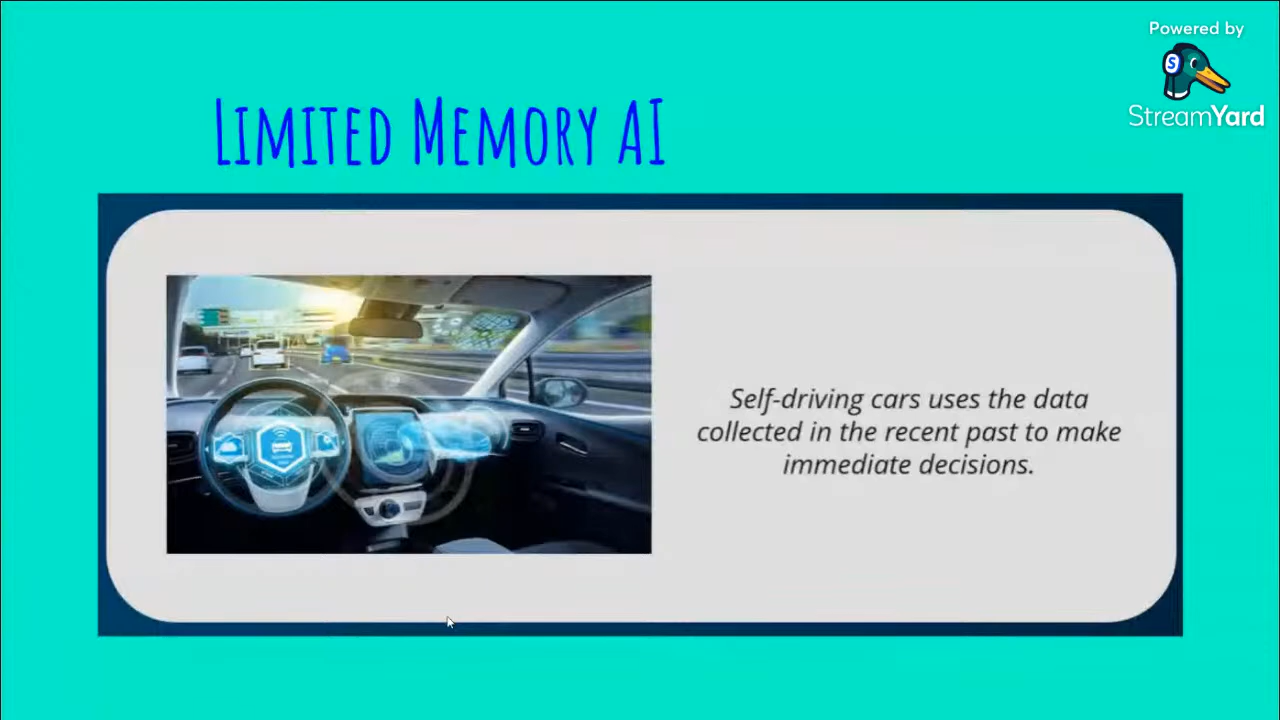 Powered by
S
StreamYard
LIMITED MEMORY AI
Self-driving cars uses the data
collected in the recent past to make
immediate decisions.